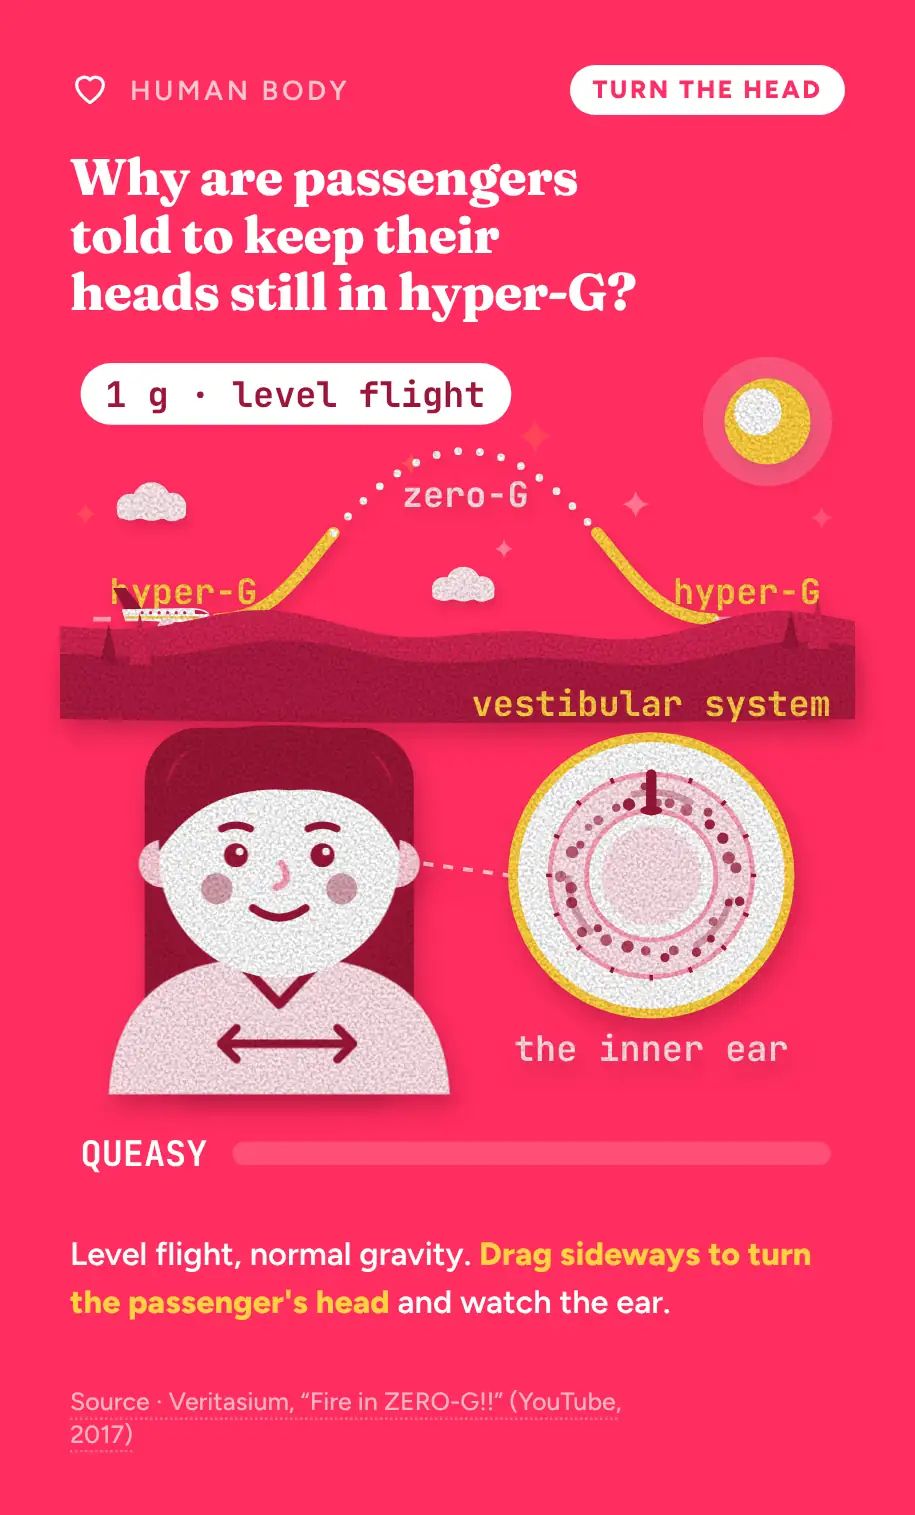 HUMAN BODY
TURN THE HEAD
Why are passengers
told to keep their
heads still in hyper-G?
1 g · level flight
zero-G
hyper-G
hyper-G
vestibular system
the inner ear
QUEASY
Level flight, normal gravity. Drag sideways to turn
the passenger's head and watch the ear.
Source · Veritasium, “Fire in ZERO-G!!” (YouTube,
2017)